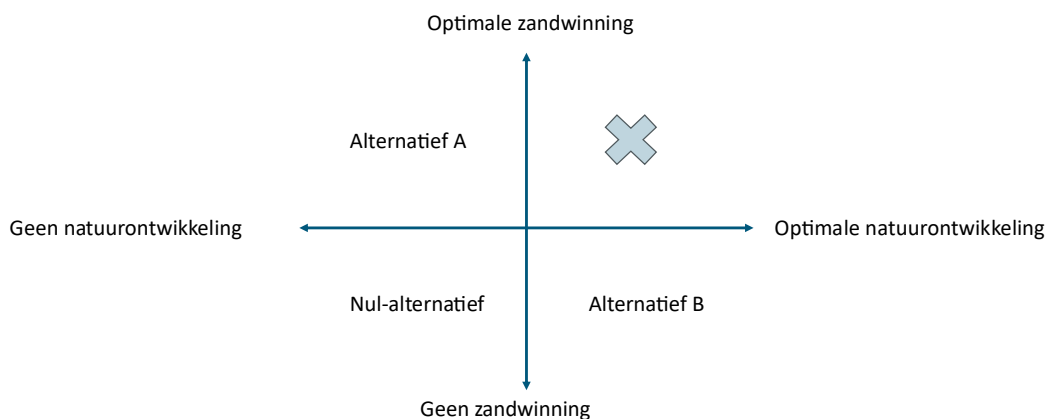 Optimale zandwinning
Alternatief A
Geen natuurontwikkeling
Optimale natuurontwikkeling
Nul-alternatief
Alternatief B
Geen zandwinning